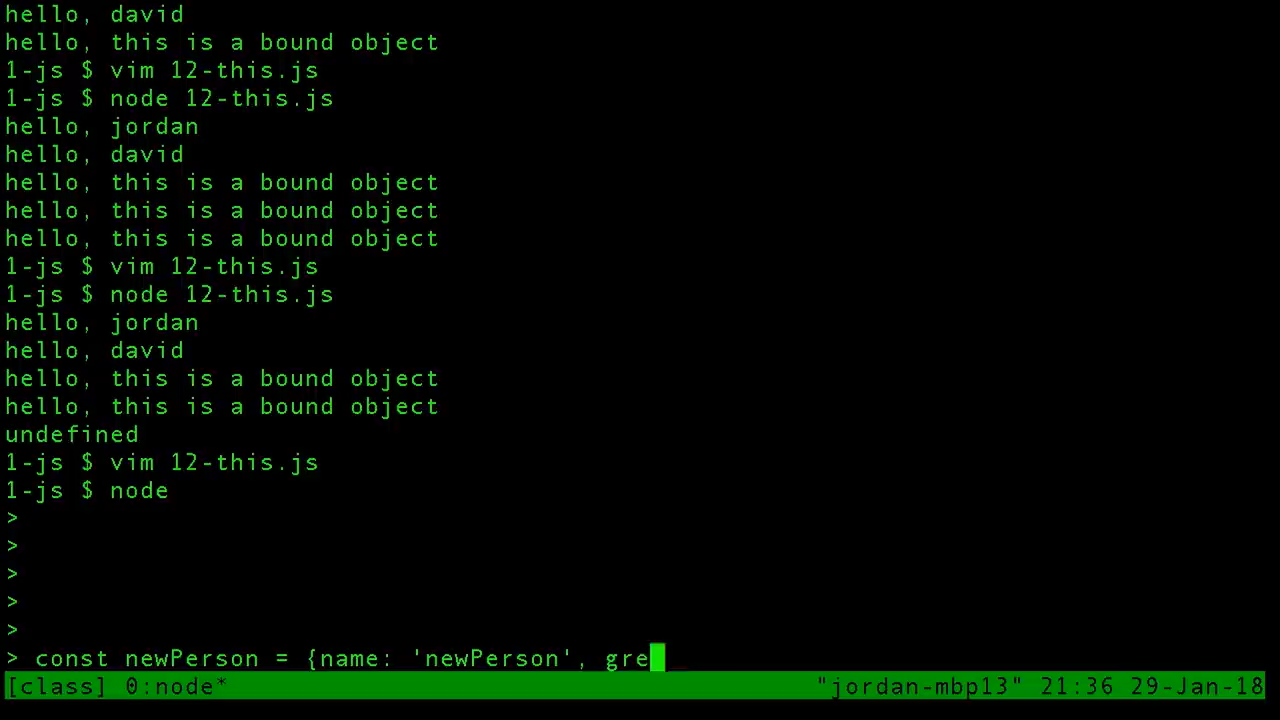 hello, david
hello, this is a bound object
1-js $ vim 12-this.js
1-js $ node 12-this.js
hello, jordan
hello, david
hello, this is a bound object
hello, this is a bound object
hello, this is a bound object
1-js $ vim 12-this.js
1-js $ node 12-this.js
hello, jordan
hello, david
hello, this is a bound object
hello, this is a bound object
undefined
1-js $ vim 12-this.js
1-js $ node
>
>
>
>
>
> const newPerson = {name: 'newPerson', gre
[class] 0:node* "jordan-mbp13" 21:36 29-Jan-18